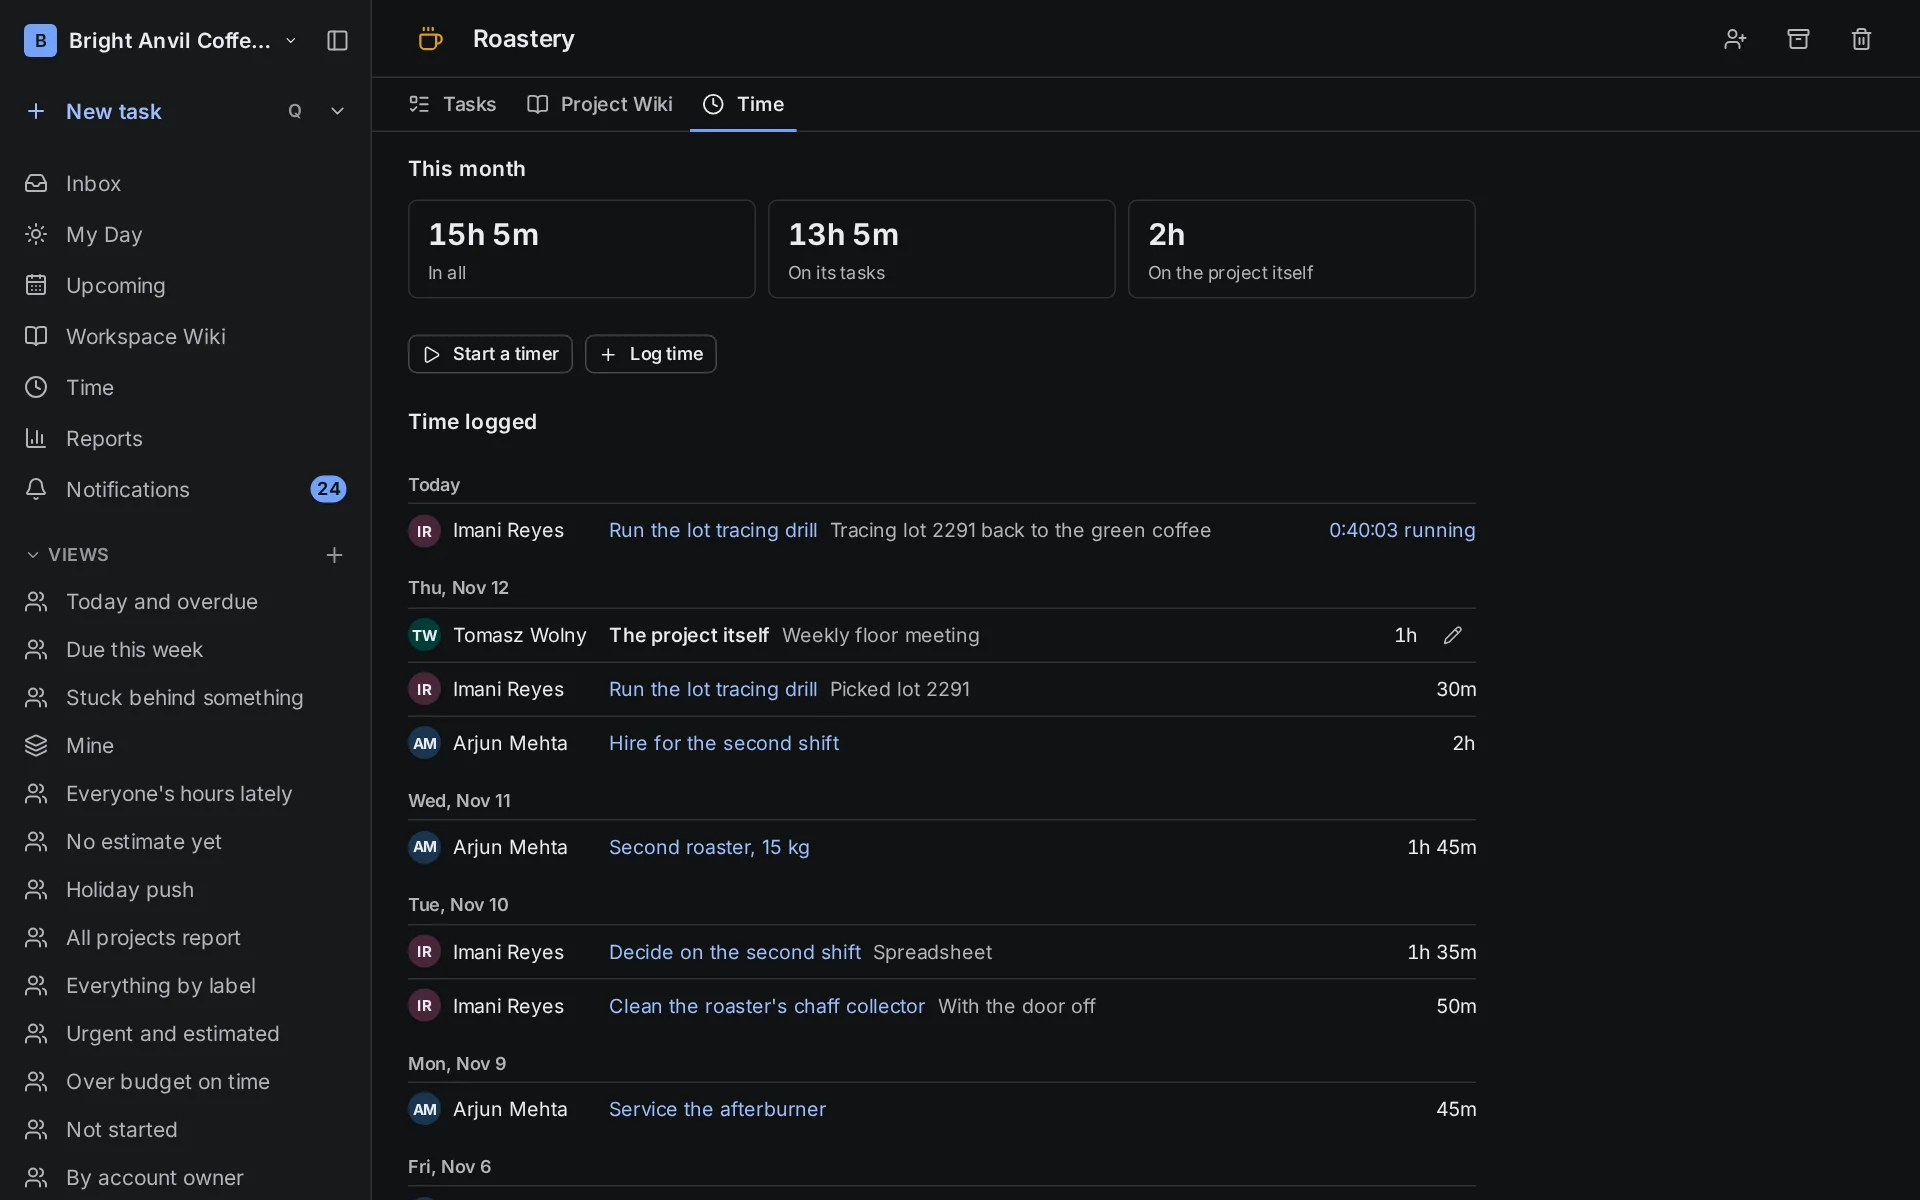 B Bright Anvil Coffe...
New task Q
Inbox
My Day
Upcoming
Workspace Wiki
Time
Reports
Notifications 24
VIEWS
Today and overdue
Due this week
Stuck behind something
Mine
Everyone's hours lately
No estimate yet
Holiday push
All projects report
Everything by label
Urgent and estimated
Over budget on time
Not started
By account owner
Roastery
Tasks Project Wiki Time
This month
15h 5m 13h 5m 2h
In all On its tasks On the project itself
Start a timer Log time
Time logged
Today
IR Imani Reyes Run the lot tracing drill Tracing lot 2291 back to the green coffee 0:40:03 running
Thu, Nov 12
TW Tomasz Wolny The project itself Weekly floor meeting 1h
IR Imani Reyes Run the lot tracing drill Picked lot 2291 30m
AM Arjun Mehta Hire for the second shift 2h
Wed, Nov 11
AM Arjun Mehta Second roaster, 15 kg 1h 45m
Tue, Nov 10
IR Imani Reyes Decide on the second shift Spreadsheet 1h 35m
IR Imani Reyes Clean the roaster's chaff collector With the door off 50m
Mon, Nov 9
AM Arjun Mehta Service the afterburner 45m
Fri, Nov 6